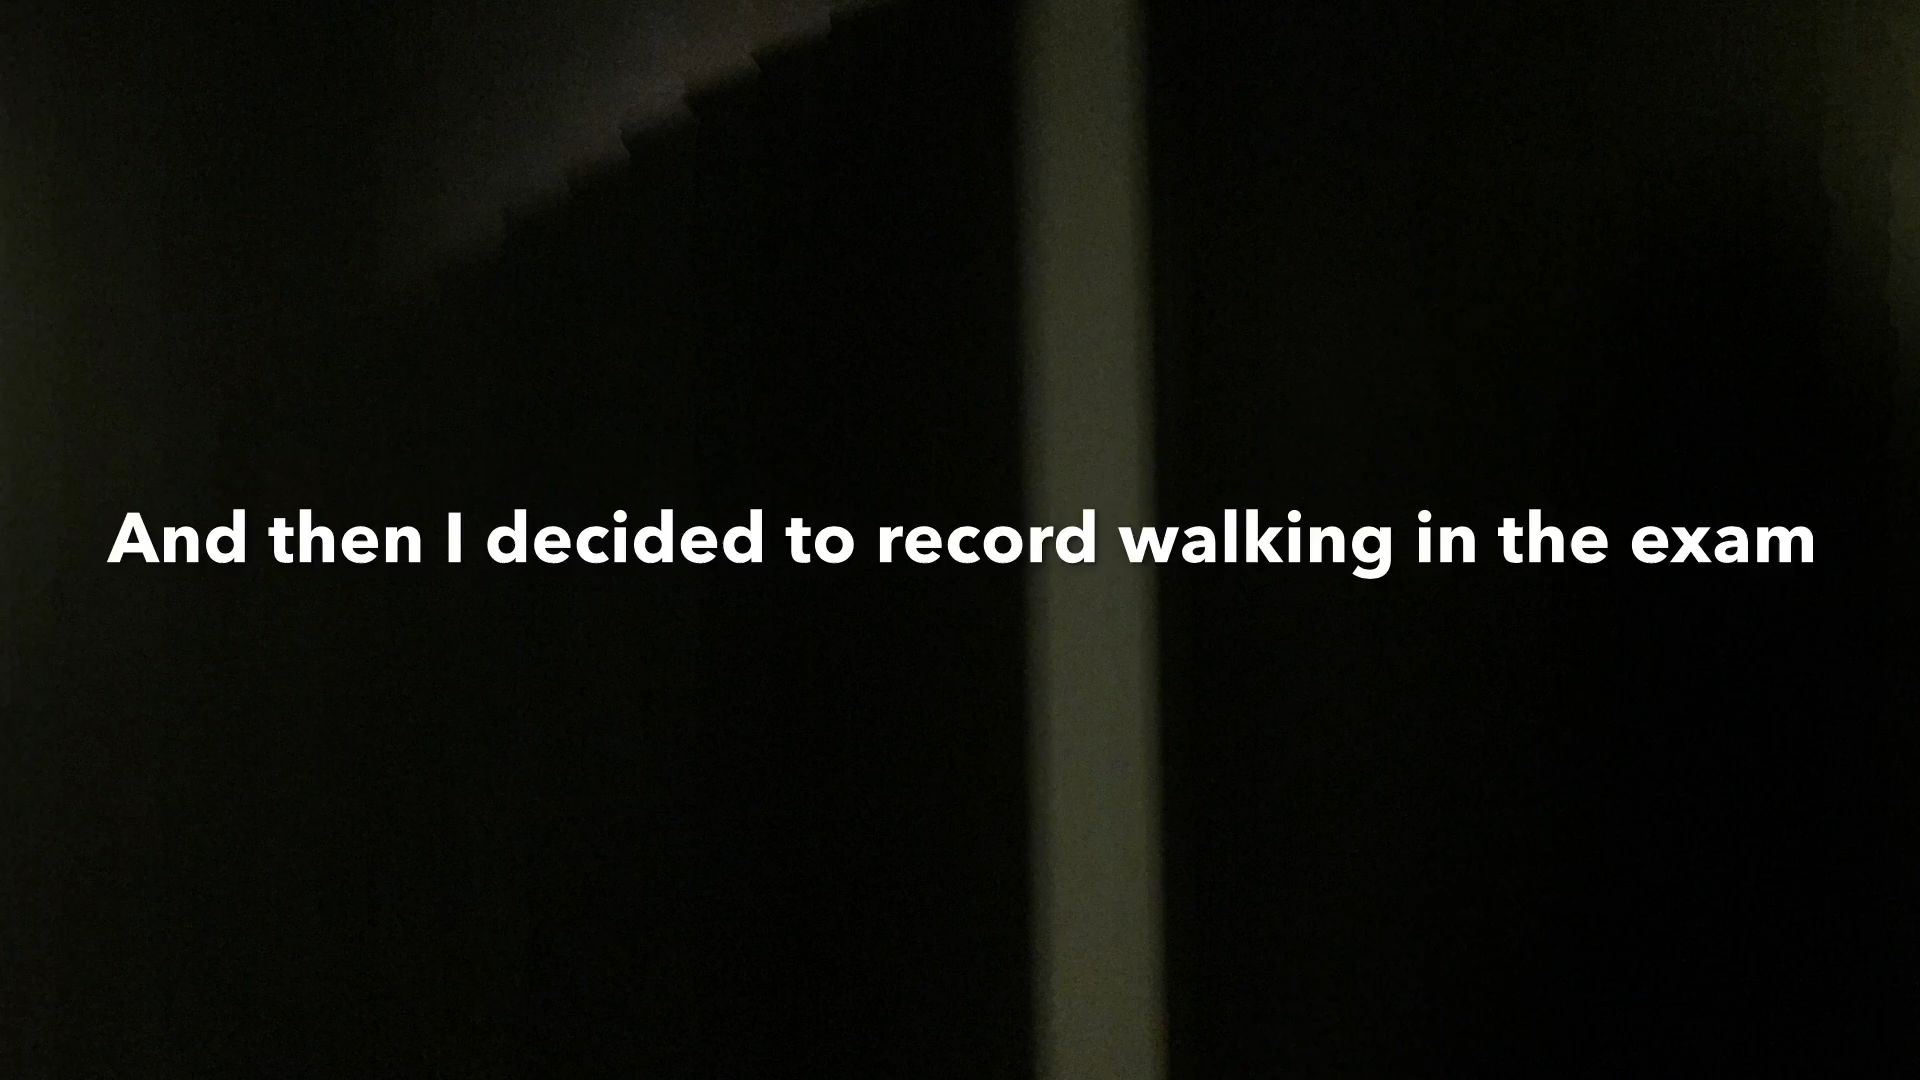 And then I decided to record walking in the exam